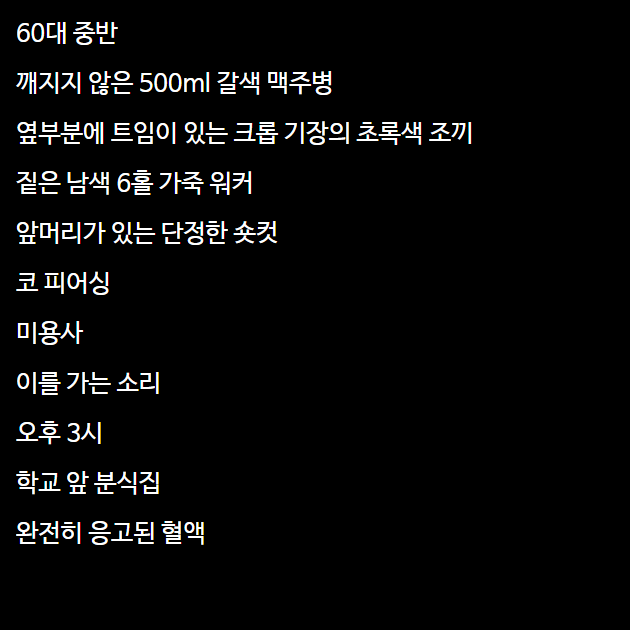 60대 중반
깨지지 않은 500ml 갈색 맥주병
옆부분에 트임이 있는 크롭 기장의 초록색 조끼
짙은 남색 6홀 가죽 워커
앞머리가 있는 단정한 숏컷
코 피어싱
미용사
이를 가는 소리
오후 3시
학교 앞 분식집
완전히 응고된 혈액